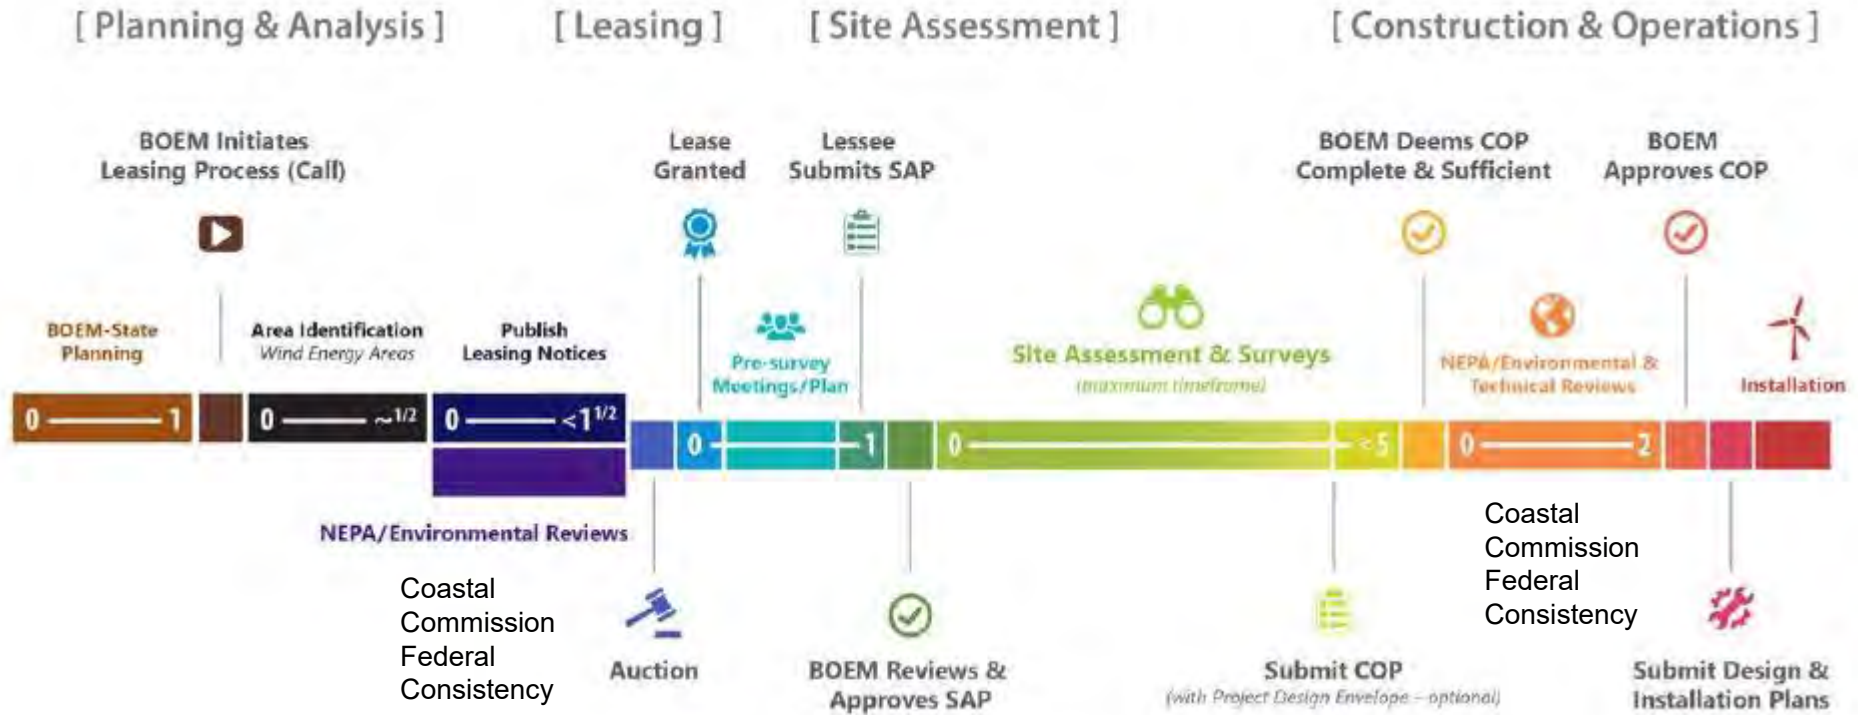 [ Planning & Analysis ]
[ Leasing ]
[ Site Assessment ]
[ Construction & Operations ]
BOEM Initiates
Leasing Process (Call)
Lease
Granted
Lessee
Submits SAP
BOEM Deems COP
Complete & Sufficient
BOEM
Approves COP
BOEM-State
Planning
Area Identification
Wind Energy Areas
Publish
Leasing Notices
Pre-survey
Meetings/Plan
Site Assessment & Surveys
(maximum timeframe)
NEPA/Environmental &
Technical Reviews
Installation
0 1
0 ~1/2
0 <1 1/2
0 1
0 <5
0 2
NEPA/Environmental Reviews
Coastal
Commission
Federal
Consistency
Auction
BOEM Reviews &
Approves SAP
Submit COP
(with Project Design Envelope – optional)
Coastal
Commission
Federal
Consistency
Submit Design &
Installation Plans